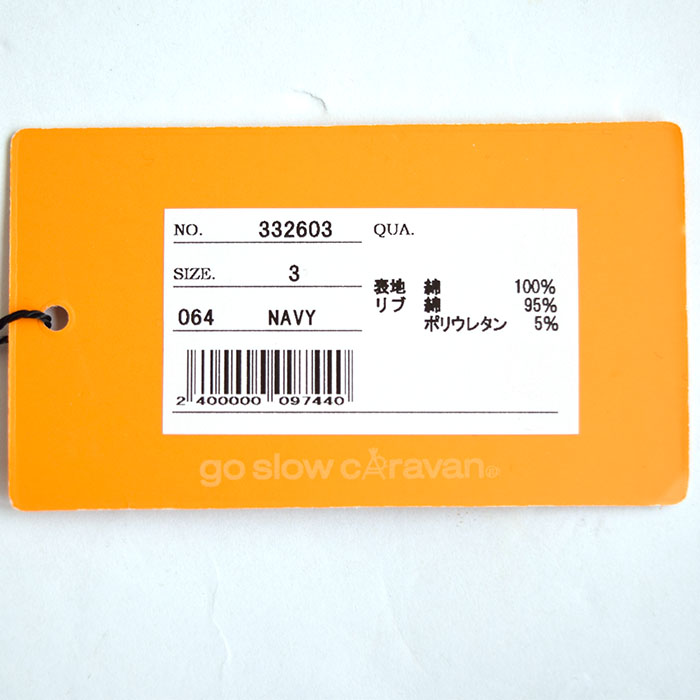 NO. 332603
SIZE. 3
064 NAVY
2 400000 097440
QUA.
表地 綿 100%
リブ 綿 95%
ポリウレタン 5%
go slow caravan®